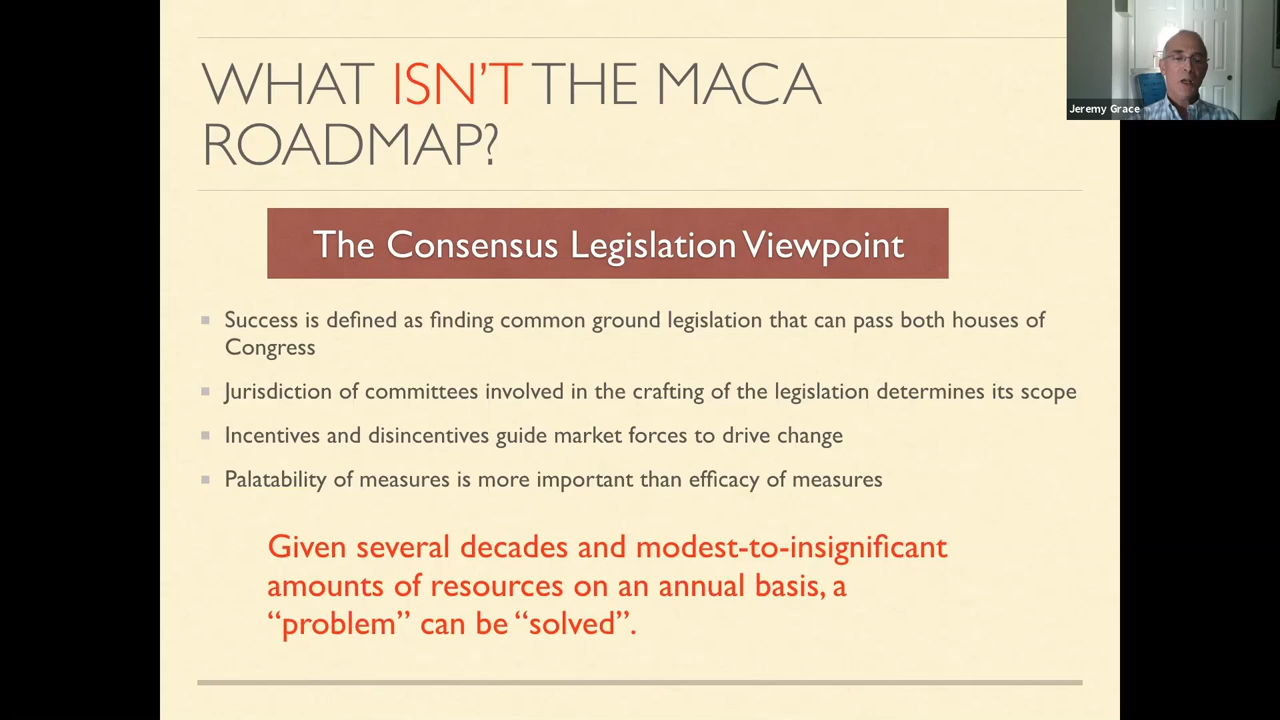 WHAT ISN'T THE MACA
ROADMAP?
Jeremy Grace
The Consensus Legislation Viewpoint
Success is defined as finding common ground legislation that can pass both houses of
Congress
Jurisdiction of committees involved in the crafting of the legislation determines its scope
Incentives and disincentives guide market forces to drive change
Palatability of measures is more important than efficacy of measures
Given several decades and modest-to-insignificant
amounts of resources on an annual basis, a
“problem” can be “solved”.